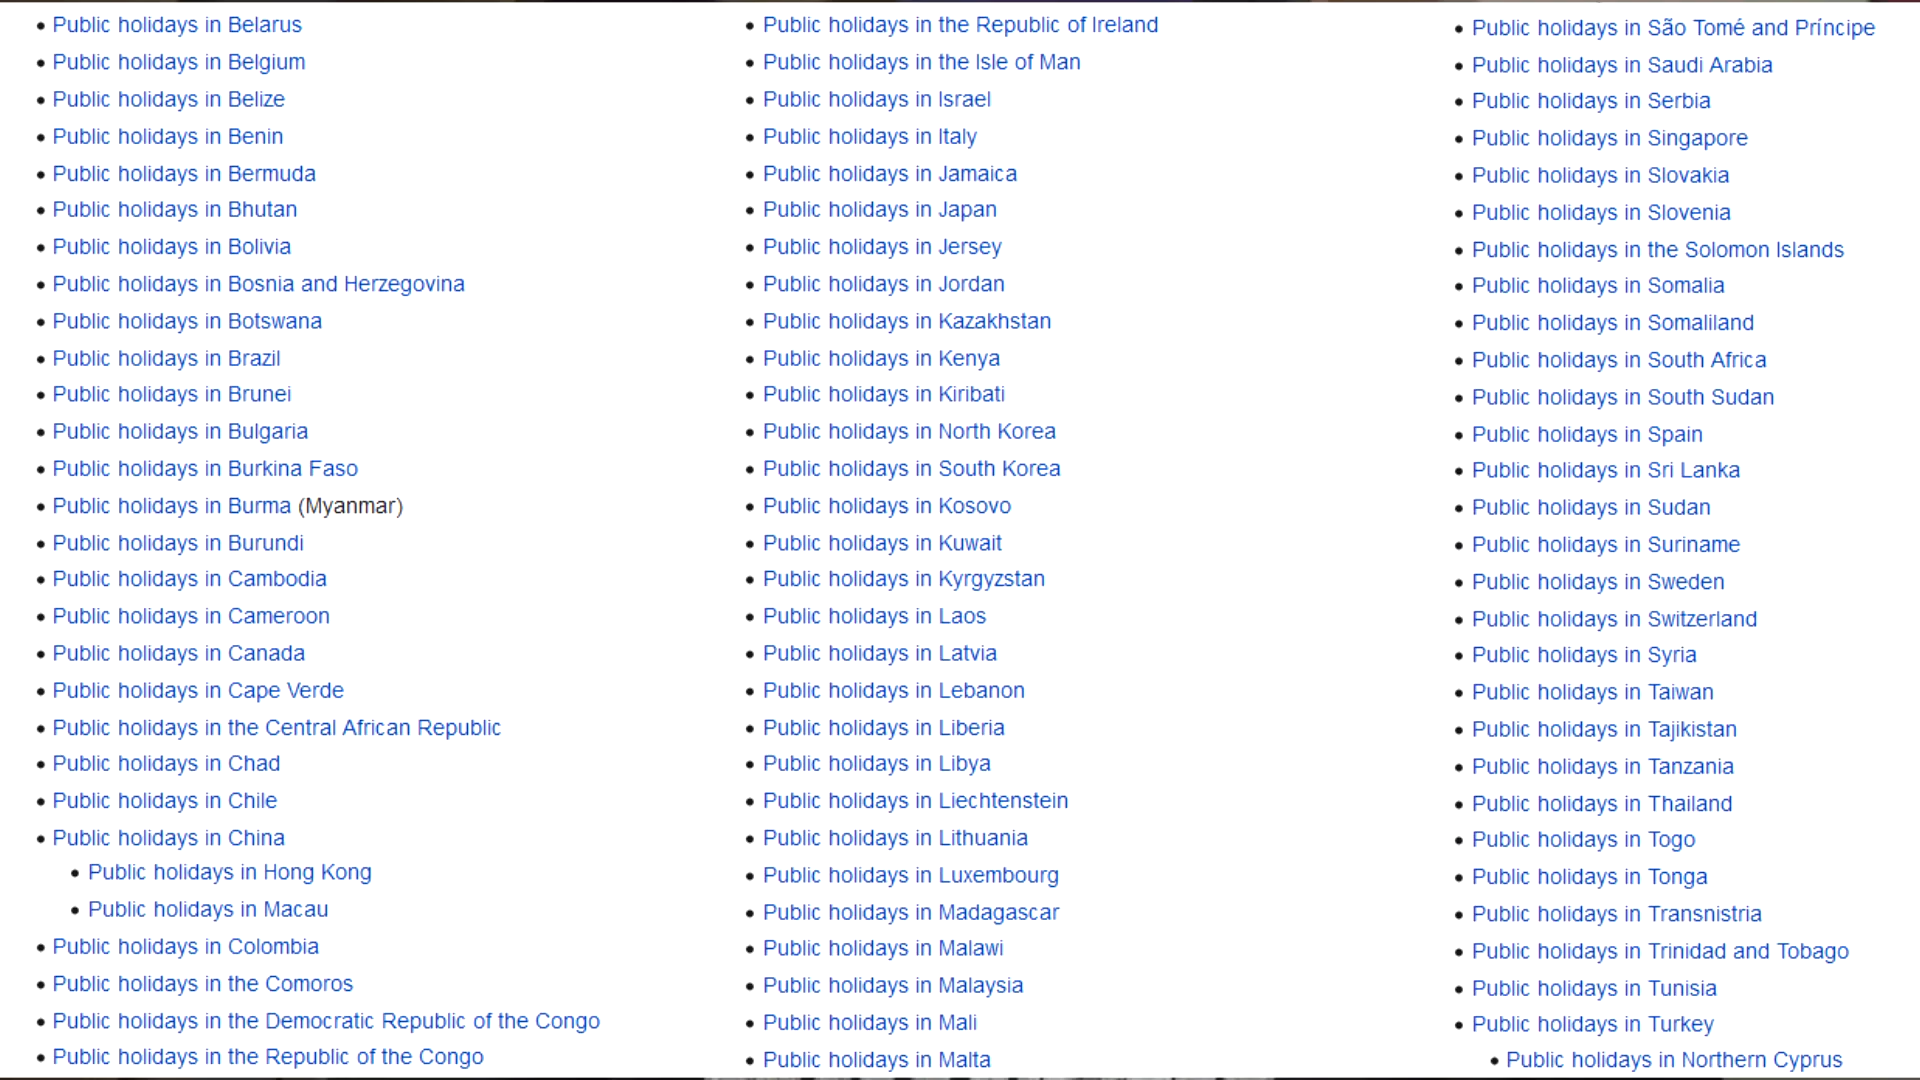 Public holidays in Belarus
Public holidays in Belgium
Public holidays in Belize
Public holidays in Benin
Public holidays in Bermuda
Public holidays in Bhutan
Public holidays in Bolivia
Public holidays in Bosnia and Herzegovina
Public holidays in Botswana
Public holidays in Brazil
Public holidays in Brunei
Public holidays in Bulgaria
Public holidays in Burkina Faso
Public holidays in Burma (Myanmar)
Public holidays in Burundi
Public holidays in Cambodia
Public holidays in Cameroon
Public holidays in Canada
Public holidays in Cape Verde
Public holidays in the Central African Republic
Public holidays in Chad
Public holidays in Chile
Public holidays in China
Public holidays in Hong Kong
Public holidays in Macau
Public holidays in Colombia
Public holidays in the Comoros
Public holidays in the Democratic Republic of the Congo
Public holidays in the Republic of the Congo
Public holidays in the Republic of Ireland
Public holidays in the Isle of Man
Public holidays in Israel
Public holidays in Italy
Public holidays in Jamaica
Public holidays in Japan
Public holidays in Jersey
Public holidays in Jordan
Public holidays in Kazakhstan
Public holidays in Kenya
Public holidays in Kiribati
Public holidays in North Korea
Public holidays in South Korea
Public holidays in Kosovo
Public holidays in Kuwait
Public holidays in Kyrgyzstan
Public holidays in Laos
Public holidays in Latvia
Public holidays in Lebanon
Public holidays in Liberia
Public holidays in Libya
Public holidays in Liechtenstein
Public holidays in Lithuania
Public holidays in Luxembourg
Public holidays in Madagascar
Public holidays in Malawi
Public holidays in Malaysia
Public holidays in Mali
Public holidays in Malta
Public holidays in São Tomé and Príncipe
Public holidays in Saudi Arabia
Public holidays in Serbia
Public holidays in Singapore
Public holidays in Slovakia
Public holidays in Slovenia
Public holidays in the Solomon Islands
Public holidays in Somalia
Public holidays in Somaliland
Public holidays in South Africa
Public holidays in South Sudan
Public holidays in Spain
Public holidays in Sri Lanka
Public holidays in Sudan
Public holidays in Suriname
Public holidays in Sweden
Public holidays in Switzerland
Public holidays in Syria
Public holidays in Taiwan
Public holidays in Tajikistan
Public holidays in Tanzania
Public holidays in Thailand
Public holidays in Togo
Public holidays in Tonga
Public holidays in Transnistria
Public holidays in Trinidad and Tobago
Public holidays in Tunisia
Public holidays in Turkey
Public holidays in Northern Cyprus